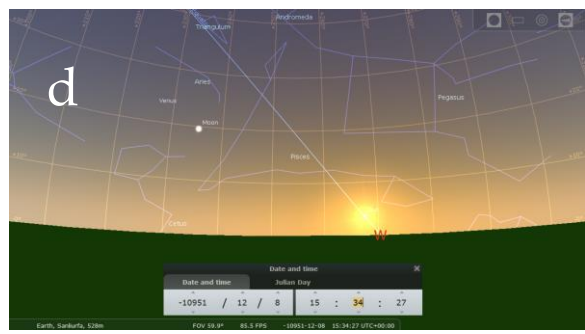 Andromeda
Triangulum
d
Aries
Venus
Moon
Pegasus
Pisces
Cetus
W
Date and time
Date and time Julian Day
-10951 / 12 / 8 15 : 34 : 27
Earth, Sanlıurfa, 528m FOV 59.9° 85.5 FPS -10951-12-08 15:34:27 UTC+00:00